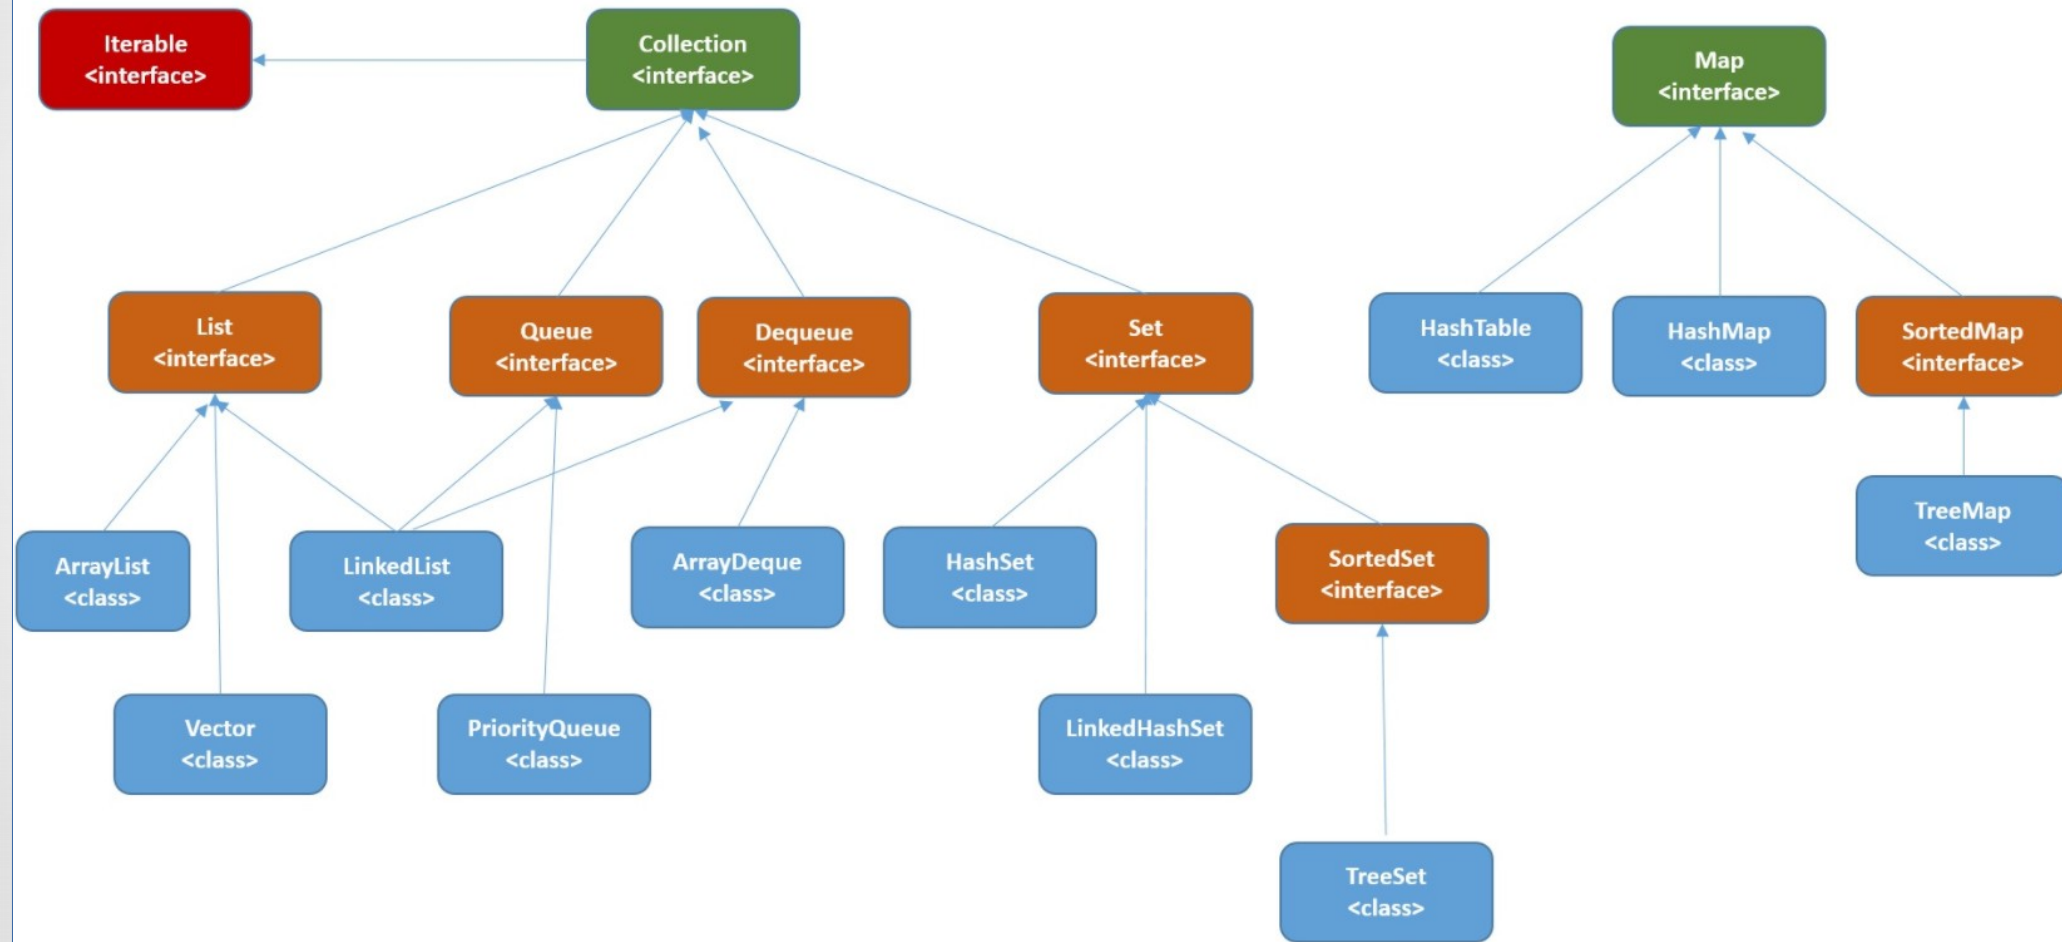 Iterable
<interface>
Collection
<interface>
Map
<interface>
List
<interface>
Queue
<interface>
Dequeue
<interface>
Set
<interface>
HashTable
<class>
HashMap
<class>
SortedMap
<interface>
ArrayList
<class>
LinkedList
<class>
ArrayDeque
<class>
HashSet
<class>
SortedSet
<interface>
TreeMap
<class>
Vector
<class>
PriorityQueue
<class>
LinkedHashSet
<class>
TreeSet
<class>